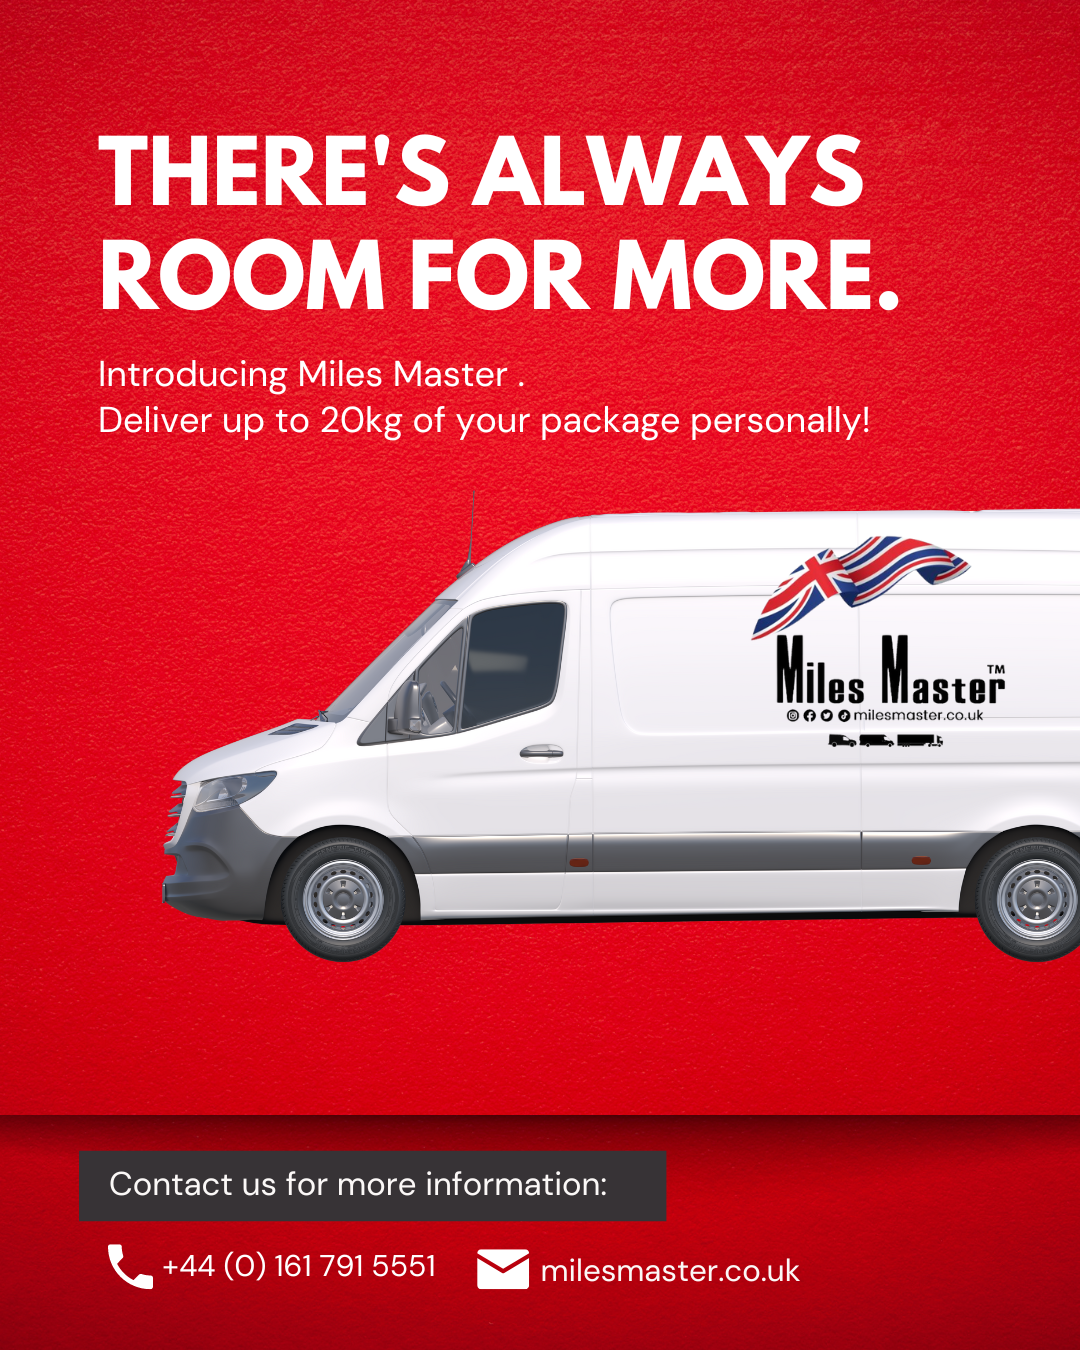 THERE'S ALWAYS
ROOM FOR MORE.
Introducing Miles Master .
Deliver up to 20kg of your package personally!
Miles Master™
milesmaster.co.uk
Contact us for more information:
+44 (0) 161 791 5551
milesmaster.co.uk